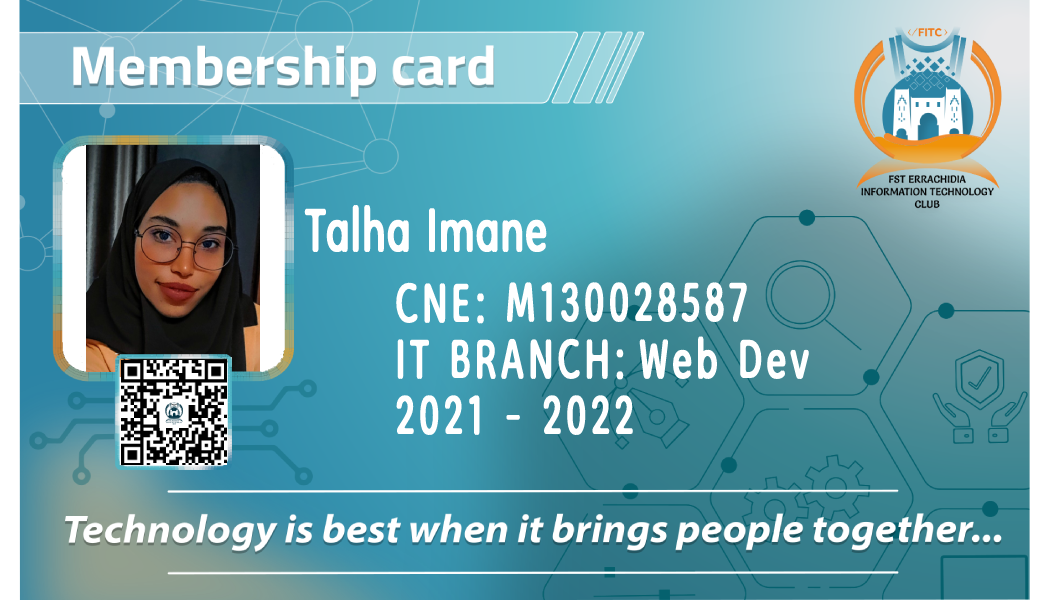 Membership card
</FITC>
FST ERRACHIDIA
INFORMATION TECHNOLOGY
CLUB
Talha Imane
CNE: M130028587
IT BRANCH: Web Dev
2021 - 2022
Technology is best when it brings people together...